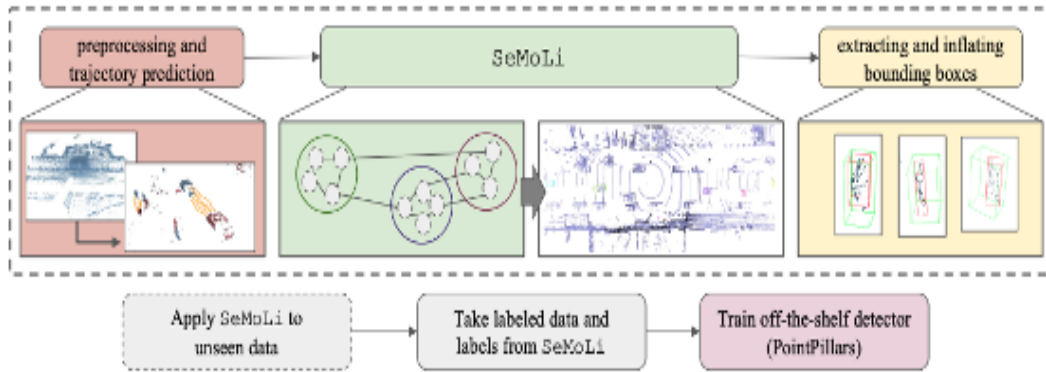 preprocessing and
trajectory prediction
SeMoLi
extracting and inflating
bounding boxes
Apply SeMoLi to
unseen data
Take labeled data and
labels from SeMoLi
Train off-the-shelf detector
(PointPillars)